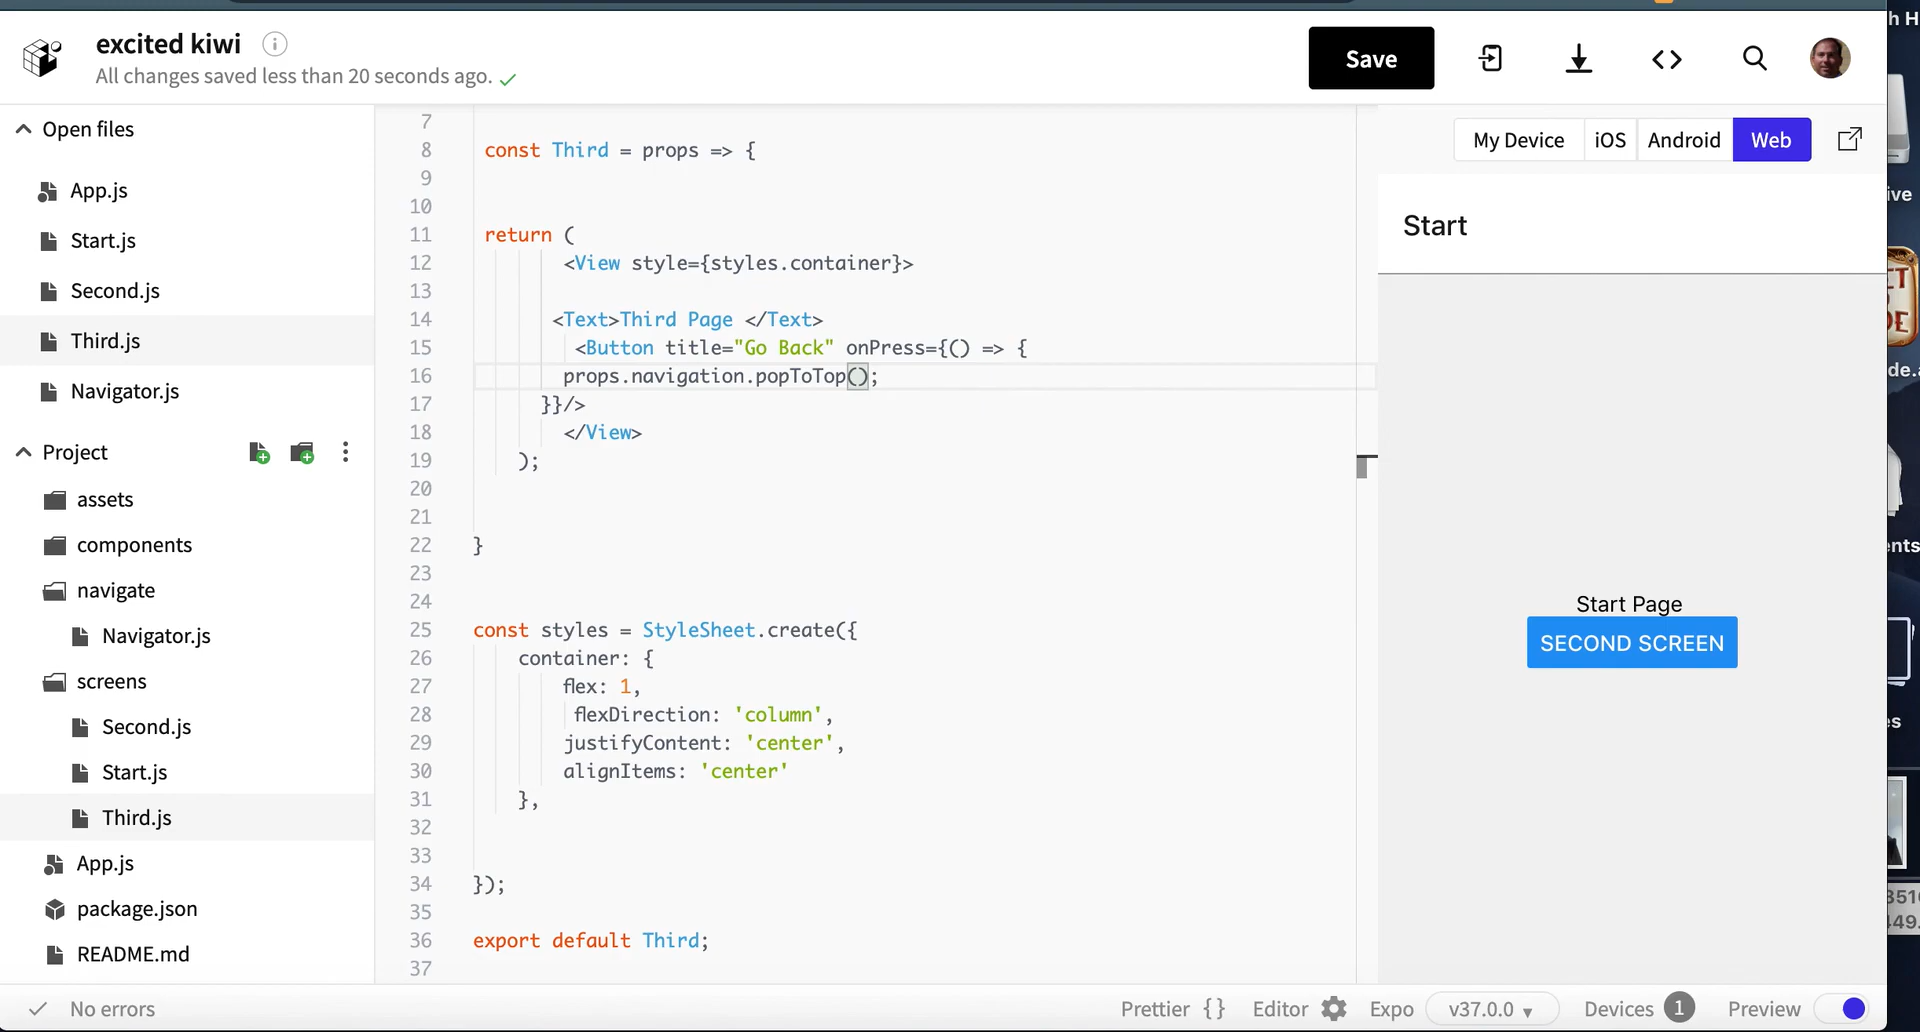 excited kiwi
All changes saved less than 20 seconds ago.
Save
Open files
App.js
Start.js
Second.js
Third.js
Navigator.js
Project
assets
components
navigate
Navigator.js
screens
Second.js
Start.js
Third.js
App.js
package.json
README.md
7
8 const Third = props => {
9
10
11 return (
12 <View style={styles.container}>
13
14 <Text>Third Page </Text>
15 <Button title="Go Back" onPress={() => {
16 props.navigation.popToTop();
17 }}/>
18 </View>
19 );
20
21
22 }
23
24
25 const styles = StyleSheet.create({
26 container: {
27 flex: 1,
28 flexDirection: 'column',
29 justifyContent: 'center',
30 alignItems: 'center'
31 },
32
33
34 });
35
36 export default Third;
37
My Device iOS Android Web
Start
Start Page
SECOND SCREEN
No errors
Prettier {} Editor Expo v37.0.0 Devices 1 Preview
h H
ive
de.a
ents
es
351
49.